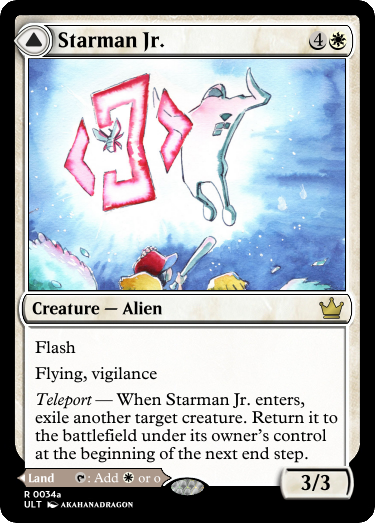 Starman Jr.
4
Creature — Alien
Flash
Flying, vigilance
Teleport — When Starman Jr. enters,
exile another target creature. Return it to
the battlefield under its owner's control
at the beginning of the next end step.
Land : Add or o
3/3
R 0034a
ULT AKAHANADRAGON